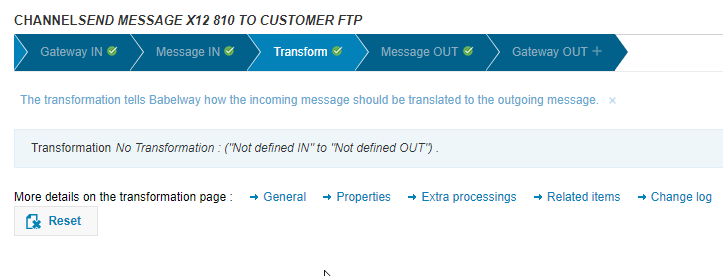 CHANNELSEND MESSAGE X12 810 TO CUSTOMER FTP
Gateway IN Message IN Transform Message OUT Gateway OUT +
The transformation tells Babelway how the incoming message should be translated to the outgoing message. ×
Transformation No Transformation : ("Not defined IN" to "Not defined OUT") .
More details on the transformation page : → General → Properties → Extra processings → Related items → Change log
Reset